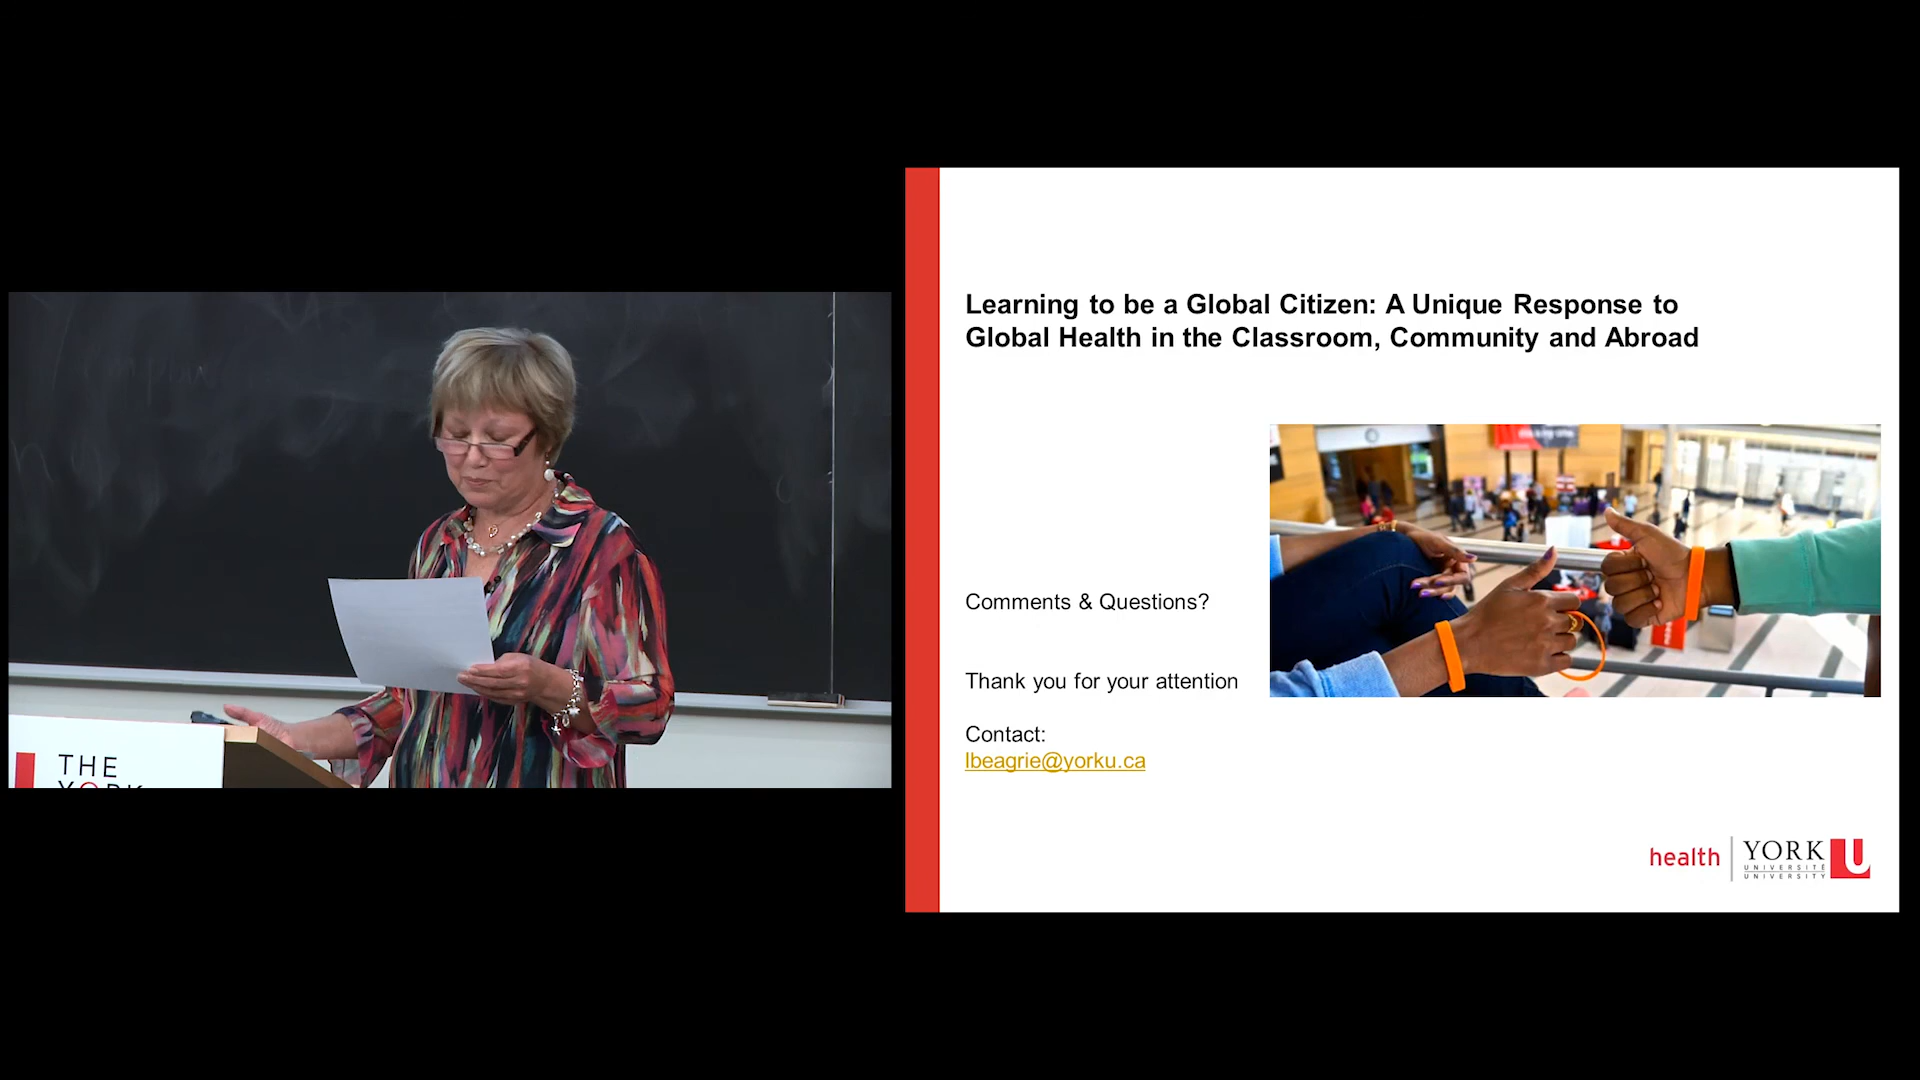 THE
YORK
Learning to be a Global Citizen: A Unique Response to
Global Health in the Classroom, Community and Abroad
Comments & Questions?
Thank you for your attention
Contact:
lbeagrie@yorku.ca
health
YORK
UNIVERSITÉ
UNIVERSITY
U